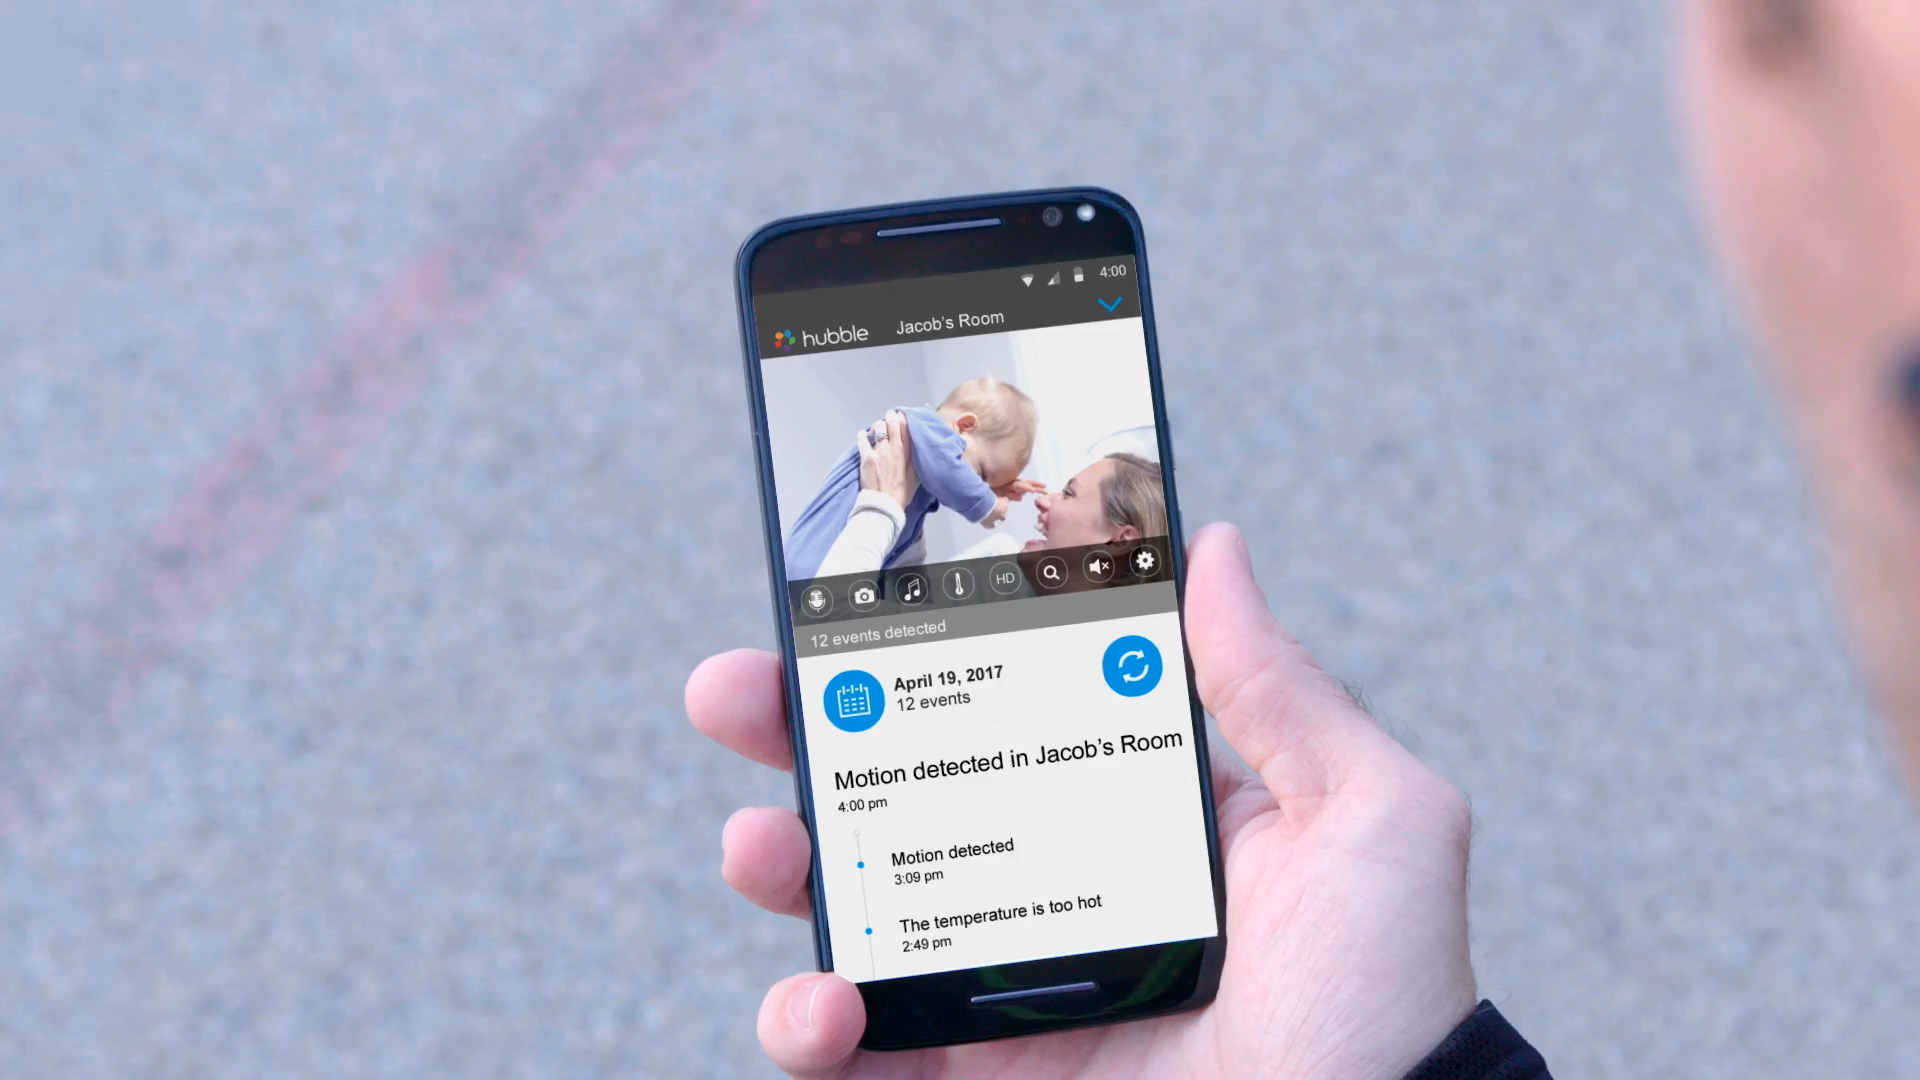 4:00
hubble Jacob's Room
HD
12 events detected
April 19, 2017
12 events
Motion detected in Jacob's Room
4:00 pm
Motion detected
3:09 pm
The temperature is too hot
2:49 pm